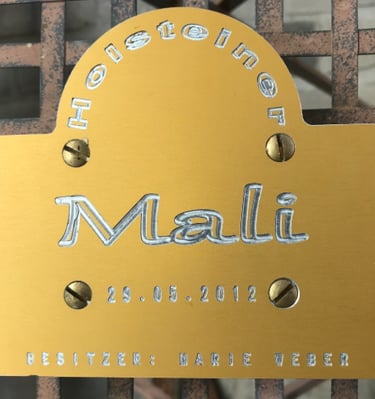 Holsteiner
Mali
29.05.2012
BESITZER: MARIE WEBER